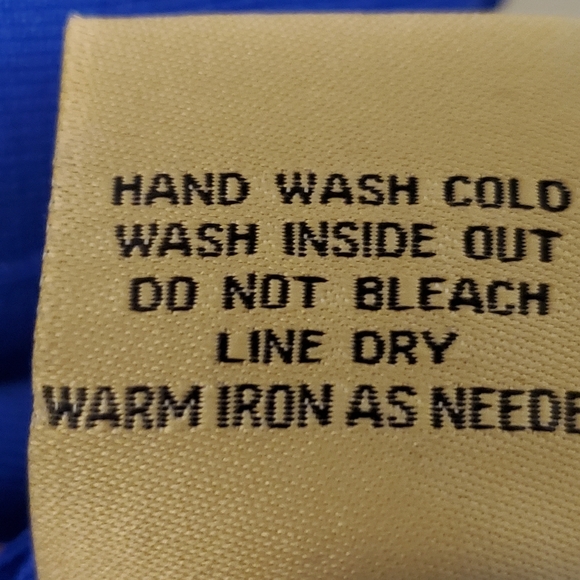 HAND WASH COLD
WASH INSIDE OUT
DO NOT BLEACH
LINE DRY
WARM IRON AS NEEDE